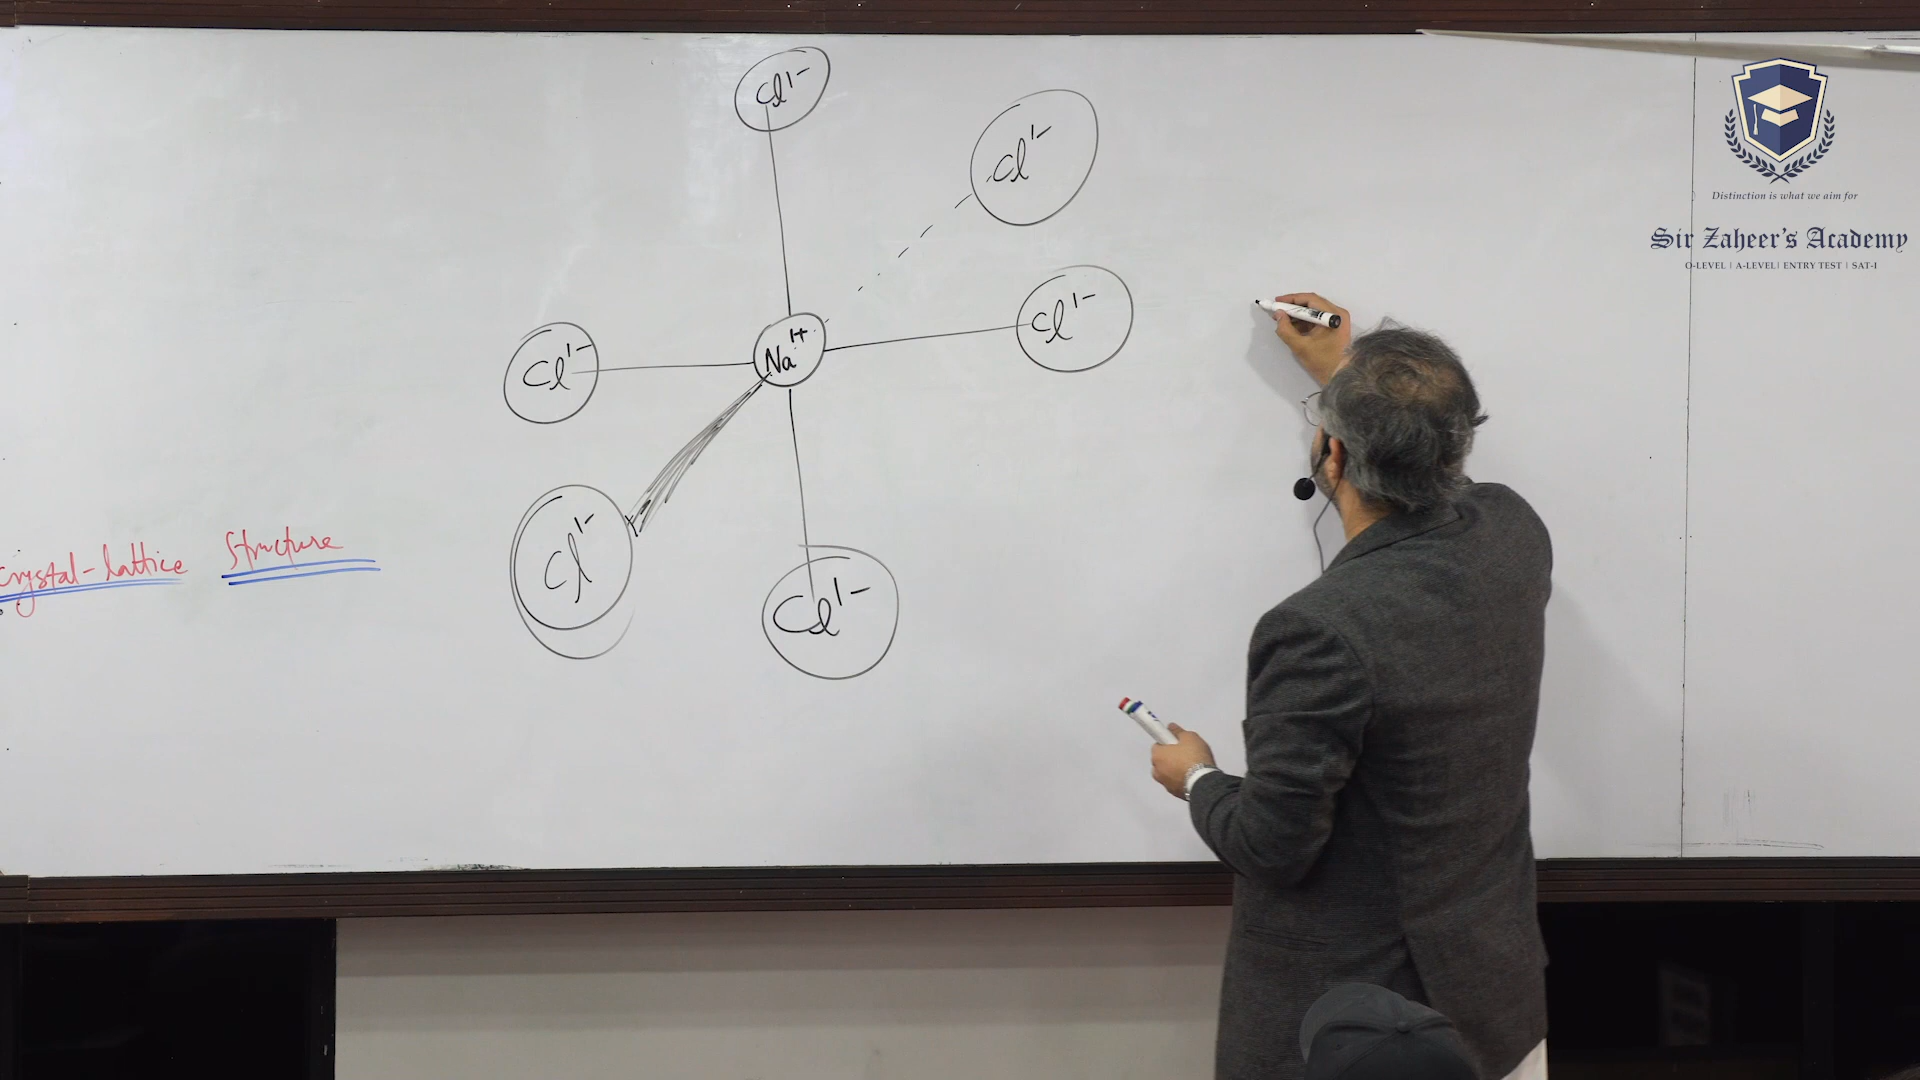 Cl¹⁻
Cl¹⁻
Cl¹⁻
Na¹⁺
Cl¹⁻
Cl¹⁻
Cl¹⁻
Crystal-lattice Structure
Distinction is what we aim for
Sir Zaheer's Academy
O-LEVEL | A-LEVEL | ENTRY TEST | SAT-I